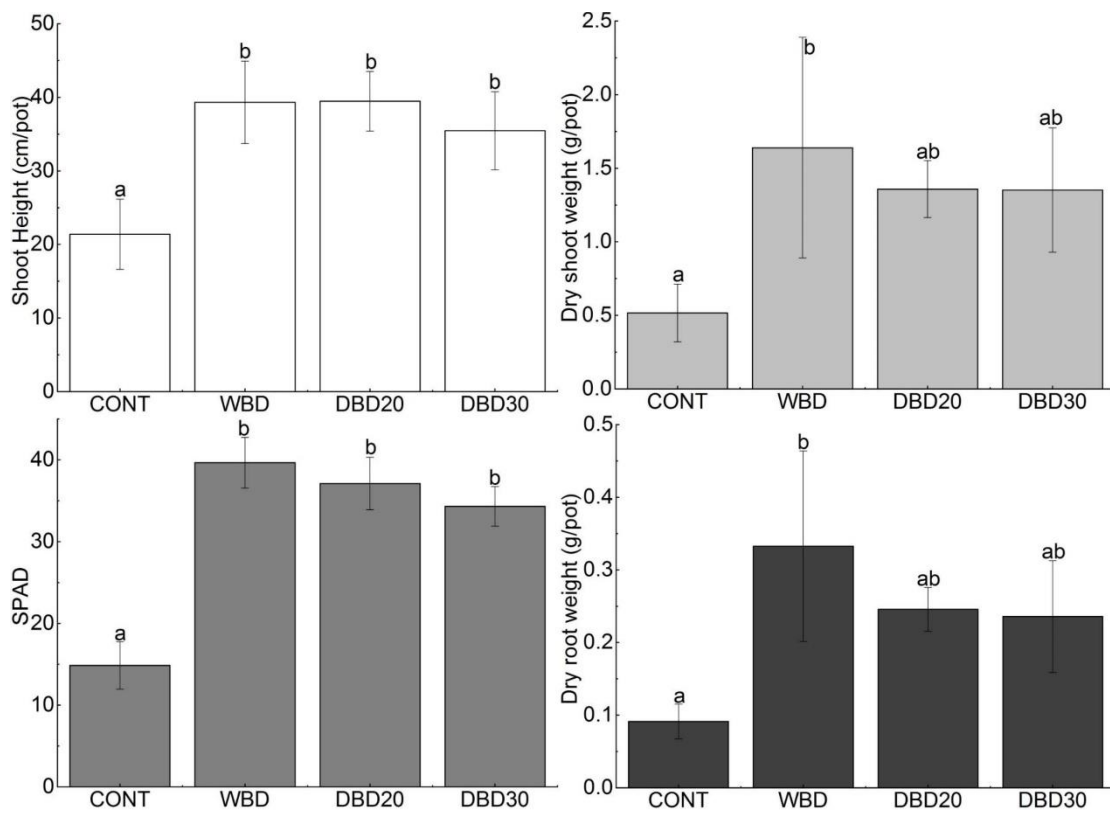 Shoot Height (cm/pot)
50
40
30
20
10
0
a
b
b
b
CONT WBD DBD20 DBD30
Dry shoot weight (g/pot)
2.5
2.0
1.5
1.0
0.5
0.0
a
b
ab
ab
CONT WBD DBD20 DBD30
SPAD
40
30
20
10
0
a
b
b
b
CONT WBD DBD20 DBD30
Dry root weight (g/pot)
0.5
0.4
0.3
0.2
0.1
0.0
a
b
ab
ab
CONT WBD DBD20 DBD30